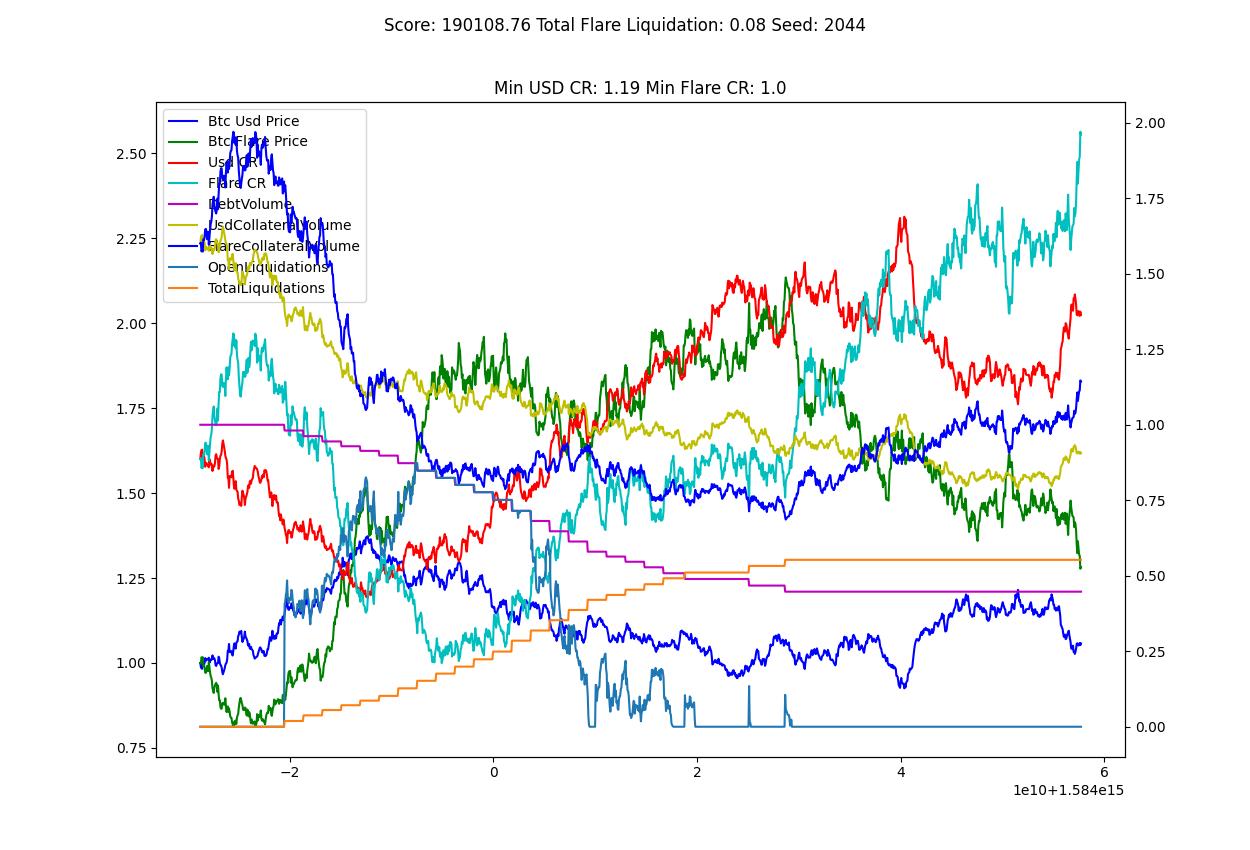 Score: 190108.76 Total Flare Liquidation: 0.08 Seed: 2044
Min USD CR: 1.19 Min Flare CR: 1.0
Btc Usd Price
Btc Flare Price
Usd CR
Flare CR
DebtVolume
UsdCollateralVolume
FlareCollateralVolume
OpenLiquidations
TotalLiquidations
2.50
2.25
2.00
1.75
1.50
1.25
1.00
0.75
2.00
1.75
1.50
1.25
1.00
0.75
0.50
0.25
0.00
−2
0
2
4
6
1e10+1.584e15